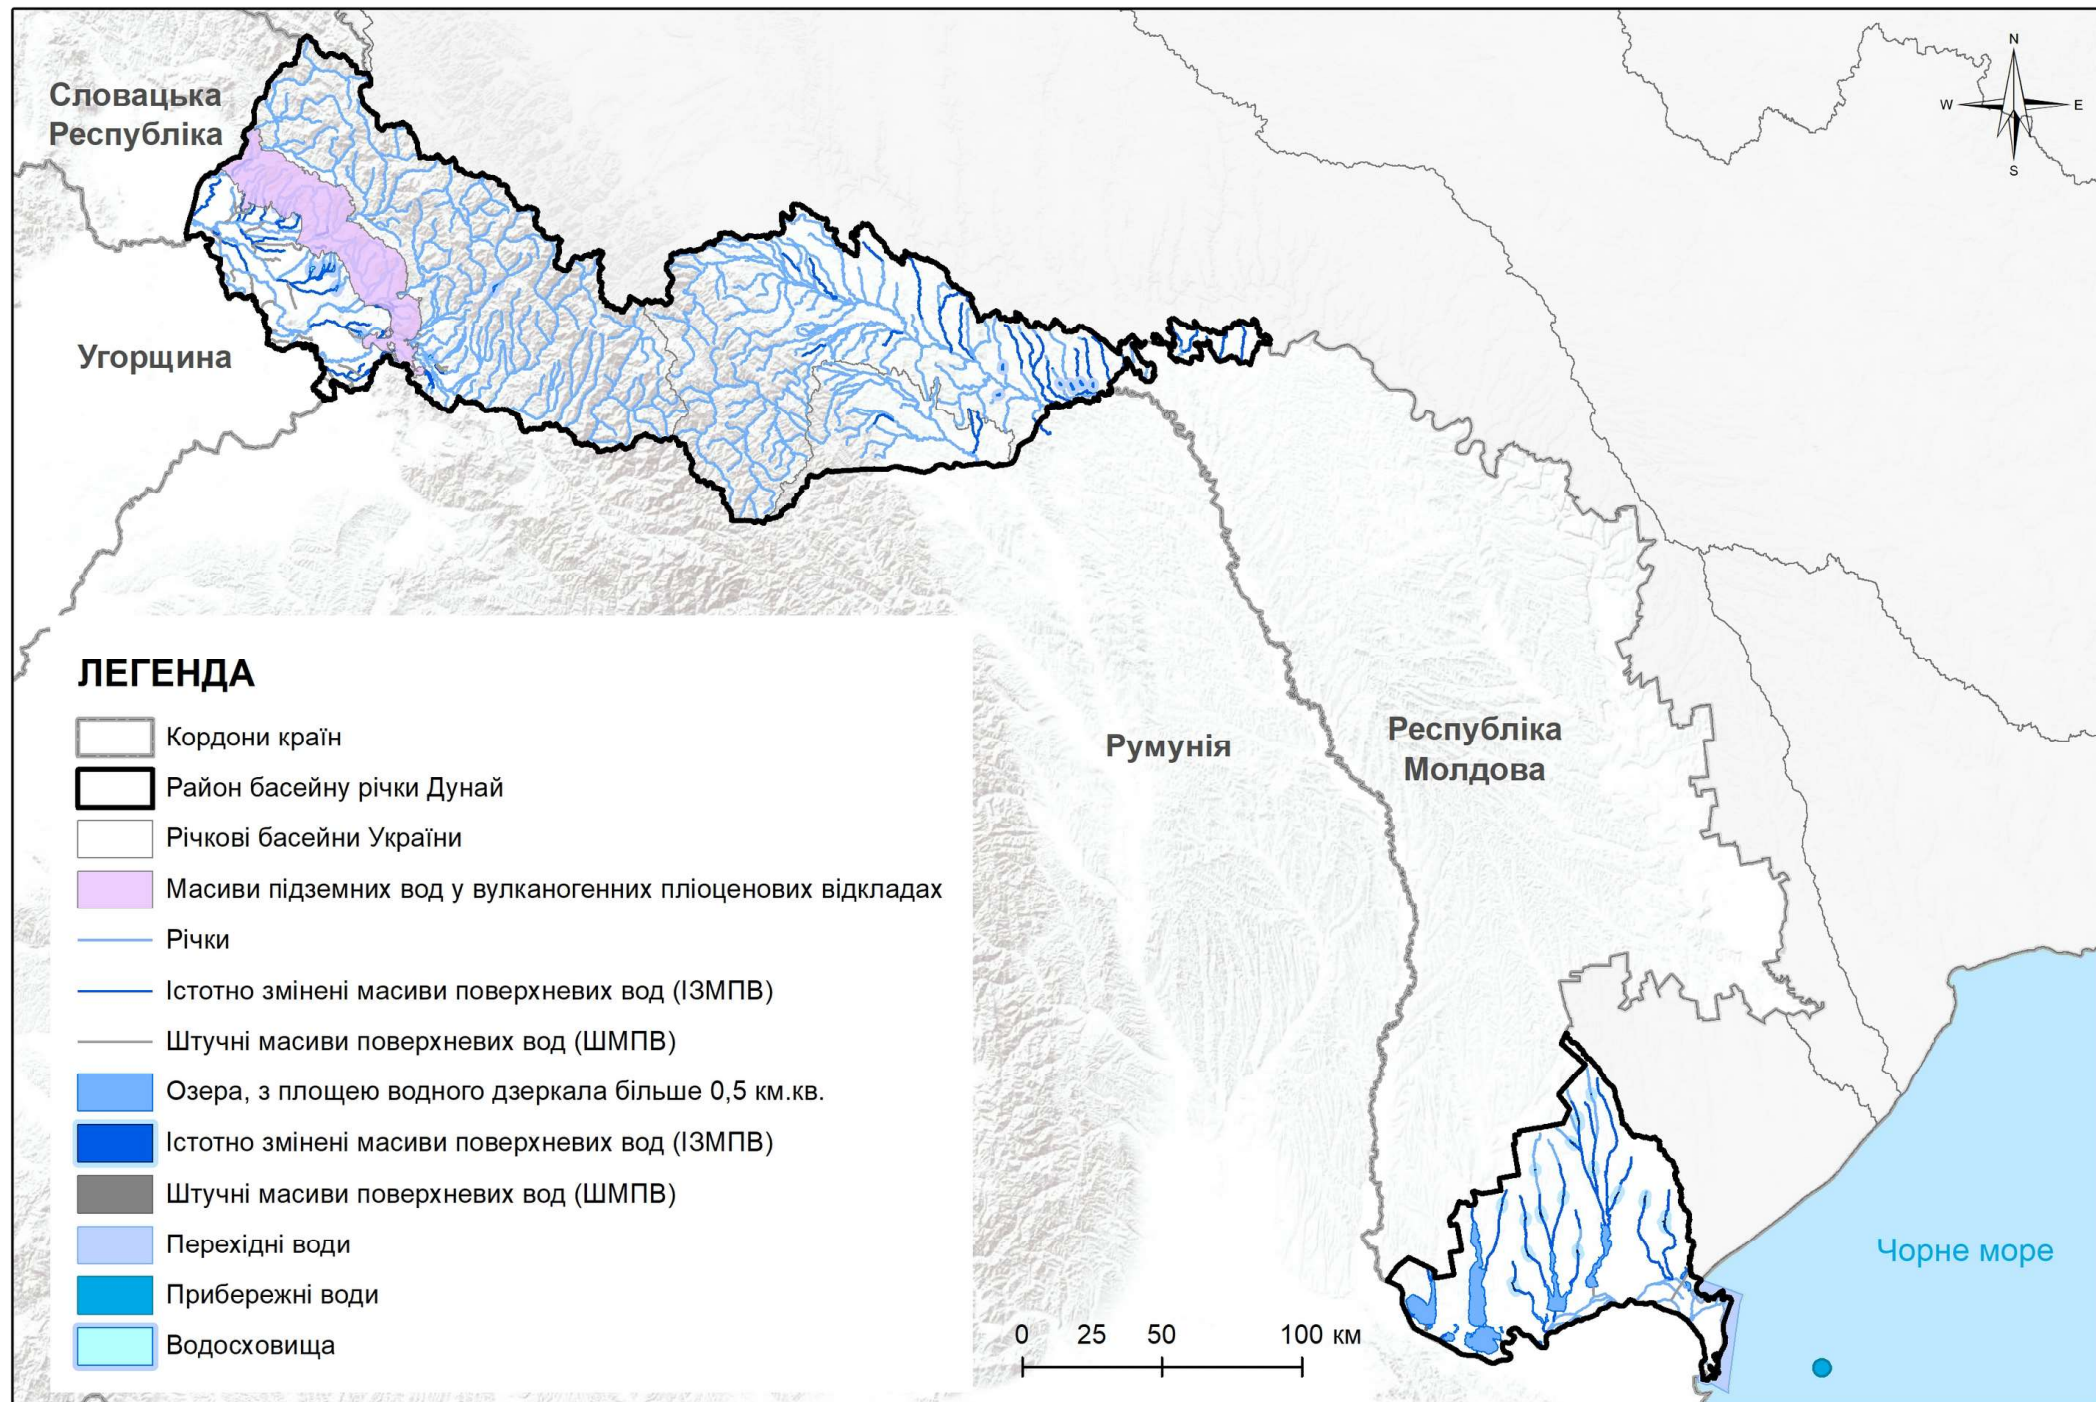 Словацька
Республіка
N
W
E
S
Угорщина
Румунія
Республіка
Молдова
Чорне море
ЛЕГЕНДА
Кордони країн
Район басейну річки Дунай
Річкові басейни України
Масиви підземних вод у вулканогенних пліоценових відкладах
Річки
Істотно змінені масиви поверхневих вод (ІЗМПВ)
Штучні масиви поверхневих вод (ШМПВ)
Озера, з площею водного дзеркала більше 0,5 км.кв.
Істотно змінені масиви поверхневих вод (ІЗМПВ)
Штучні масиви поверхневих вод (ШМПВ)
Перехідні води
Прибережні води
Водосховища
0 25 50 100 км